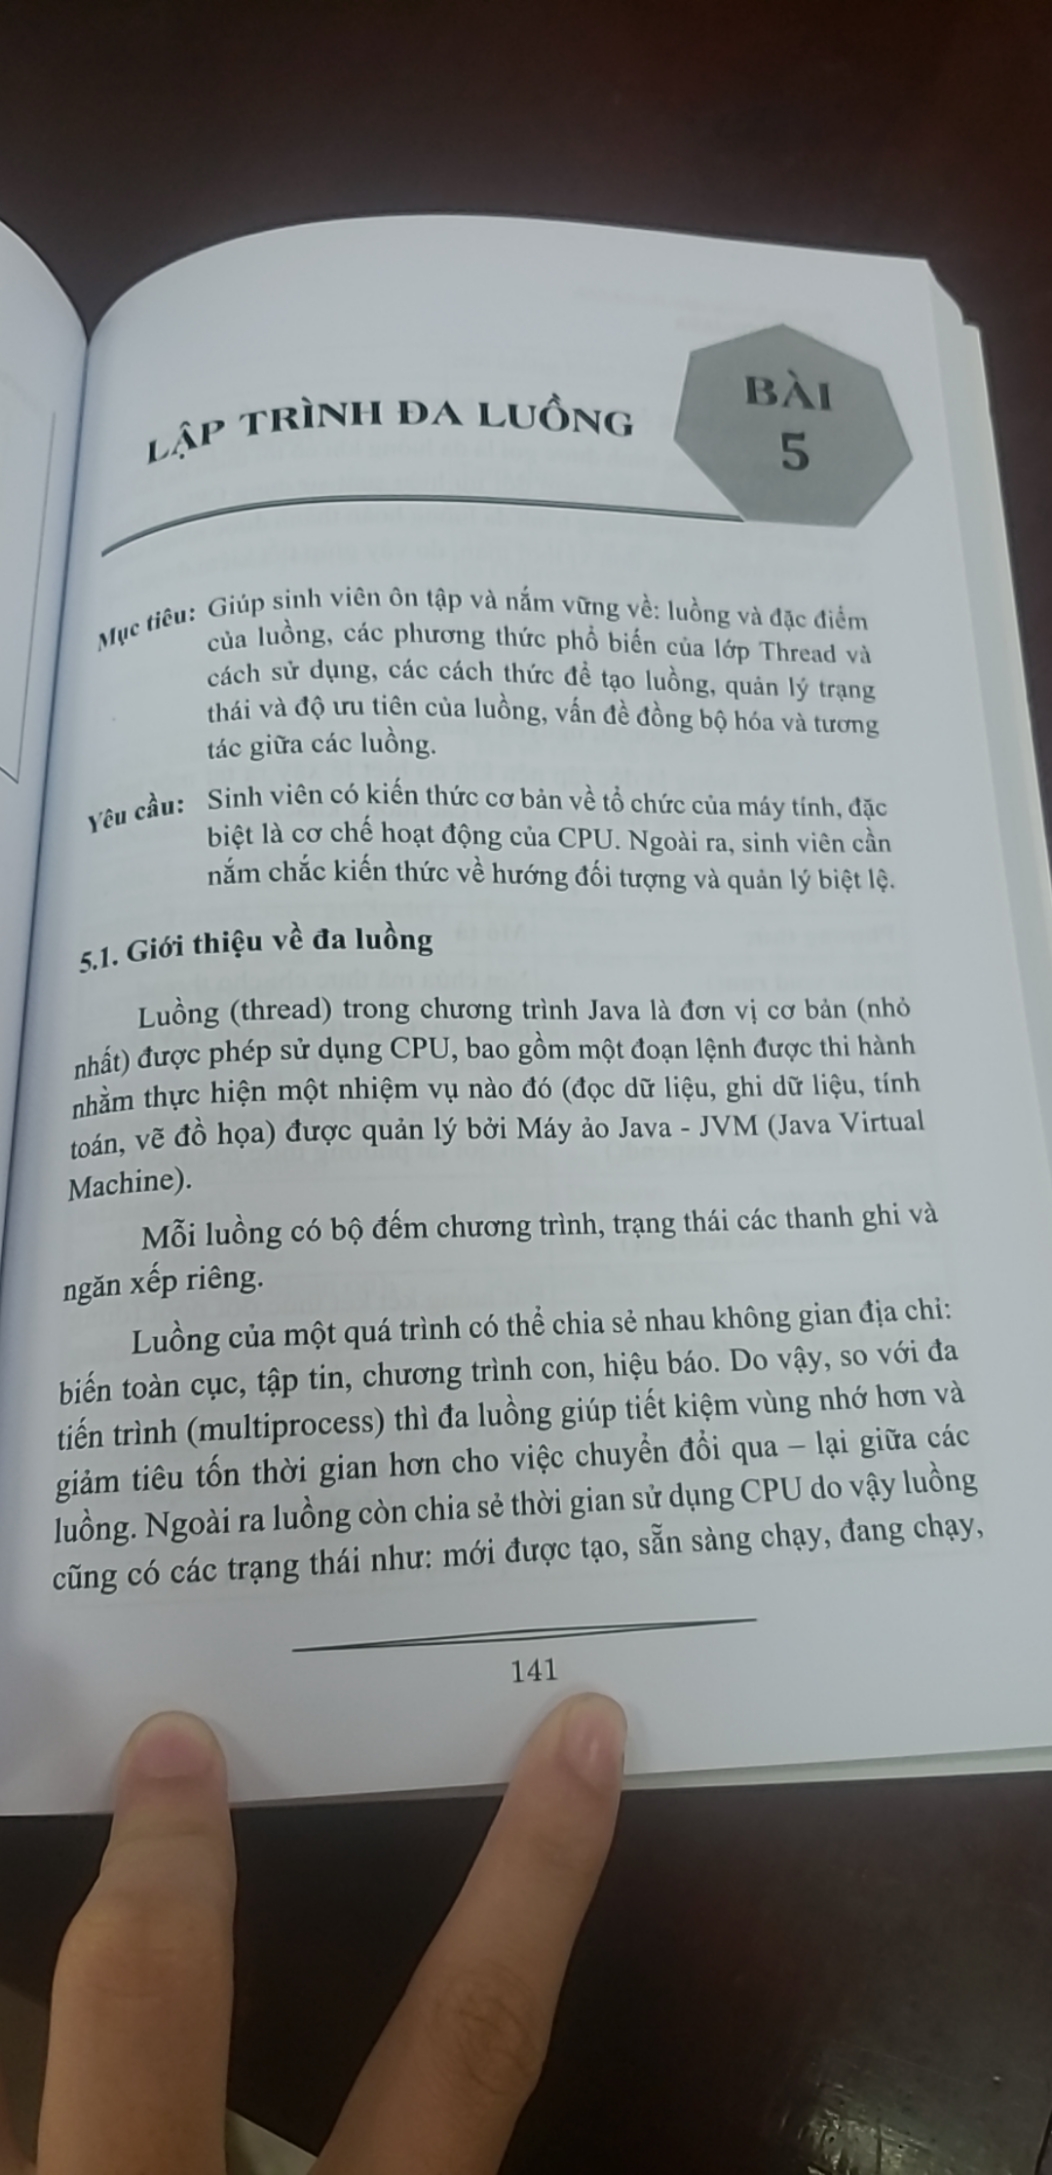 LẬP TRÌNH ĐA LUỒNG
BÀI
5
Mục tiêu: Giúp sinh viên ôn tập và nắm vững về: luồng và đặc điểm
của luồng, các phương thức phổ biến của lớp Thread và
cách sử dụng, các cách thức để tạo luồng, quản lý trạng
thái và độ ưu tiên của luồng, vấn đề đồng bộ hóa và tương
tác giữa các luồng.
Yêu cầu: Sinh viên có kiến thức cơ bản về tổ chức của máy tính, đặc
biệt là cơ chế hoạt động của CPU. Ngoài ra, sinh viên cần
nắm chắc kiến thức về hướng đối tượng và quản lý biệt lệ.
5.1. Giới thiệu về đa luồng
Luồng (thread) trong chương trình Java là đơn vị cơ bản (nhỏ
nhất) được phép sử dụng CPU, bao gồm một đoạn lệnh được thi hành
nhằm thực hiện một nhiệm vụ nào đó (đọc dữ liệu, ghi dữ liệu, tính
toán, vẽ đồ họa) được quản lý bởi Máy ảo Java - JVM (Java Virtual
Machine).
Mỗi luồng có bộ đếm chương trình, trạng thái các thanh ghi và
ngăn xếp riêng.
Luồng của một quá trình có thể chia sẻ nhau không gian địa chỉ:
biến toàn cục, tập tin, chương trình con, hiệu báo. Do vậy, so với đa
tiến trình (multiprocess) thì đa luồng giúp tiết kiệm vùng nhớ hơn và
giảm tiêu tốn thời gian hơn cho việc chuyển đổi qua – lại giữa các
luồng. Ngoài ra luồng còn chia sẻ thời gian sử dụng CPU do vậy luồng
cũng có các trạng thái như: mới được tạo, sẵn sàng chạy, đang chạy,
141